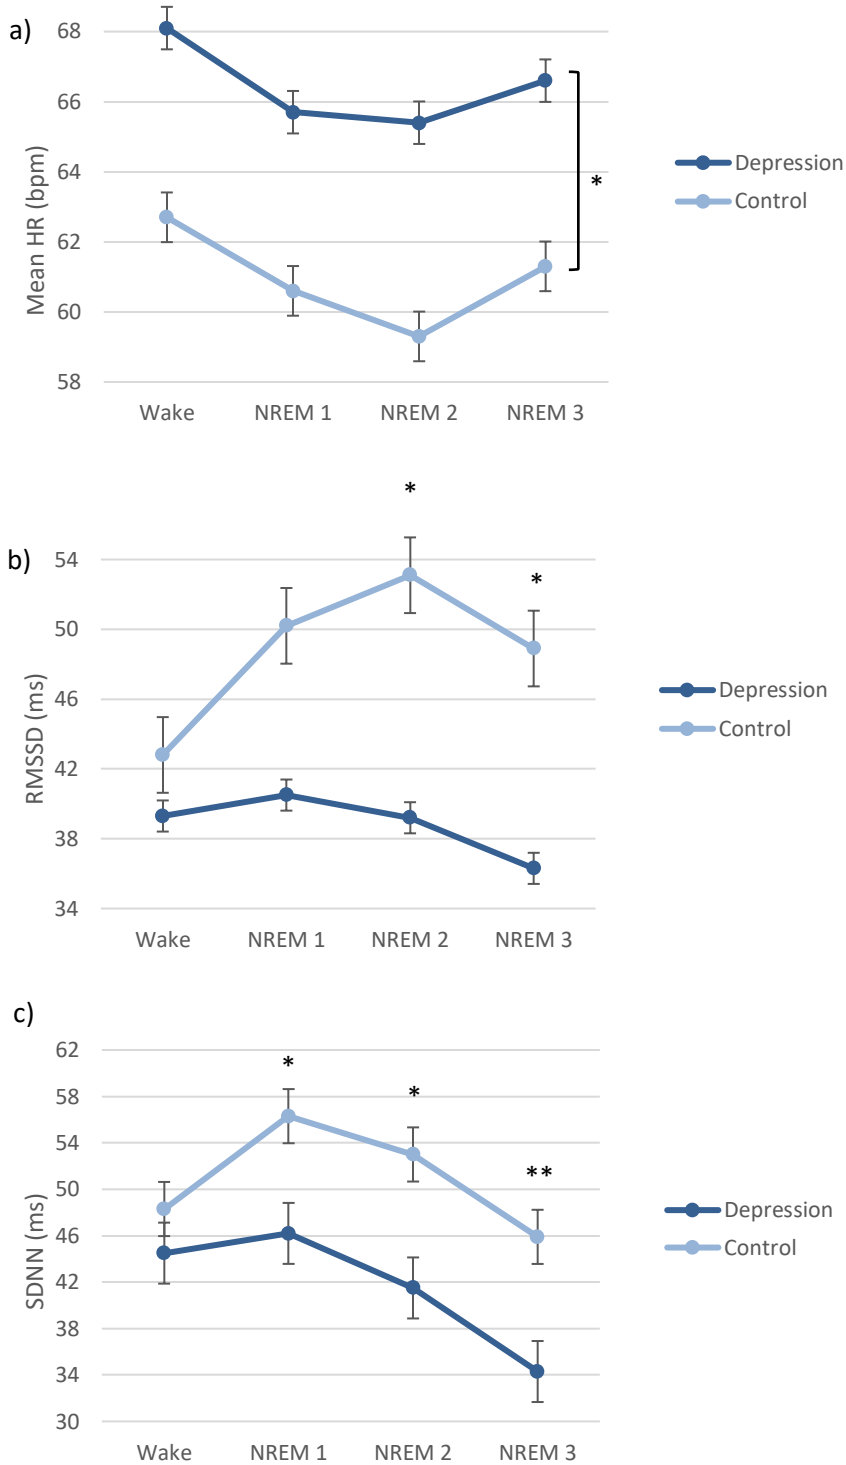 a)
68
66
64
62
60
58
Mean HR (bpm)
*
Wake NREM 1 NREM 2 NREM 3
Depression
Control
b)
*
*
54
50
46
42
38
34
RMSSD (ms)
Wake NREM 1 NREM 2 NREM 3
Depression
Control
c)
*
*
**
62
58
54
50
46
42
38
34
30
SDNN (ms)
Wake NREM 1 NREM 2 NREM 3
Depression
Control